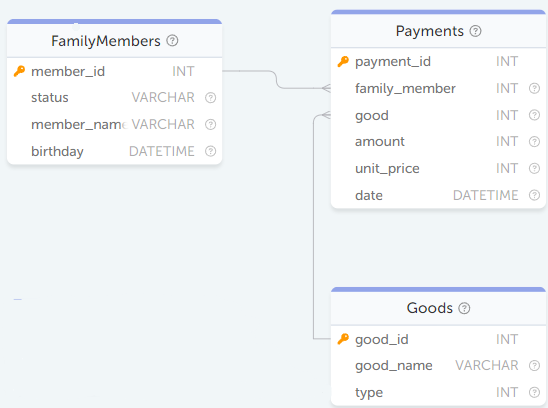 FamilyMembers ?
member_id INT
status VARCHAR ?
member_name VARCHAR ?
birthday DATETIME ?
Payments ?
payment_id INT
family_member INT ?
good INT ?
amount INT ?
unit_price INT ?
date DATETIME ?
Goods ?
good_id INT
good_name VARCHAR ?
type INT ?